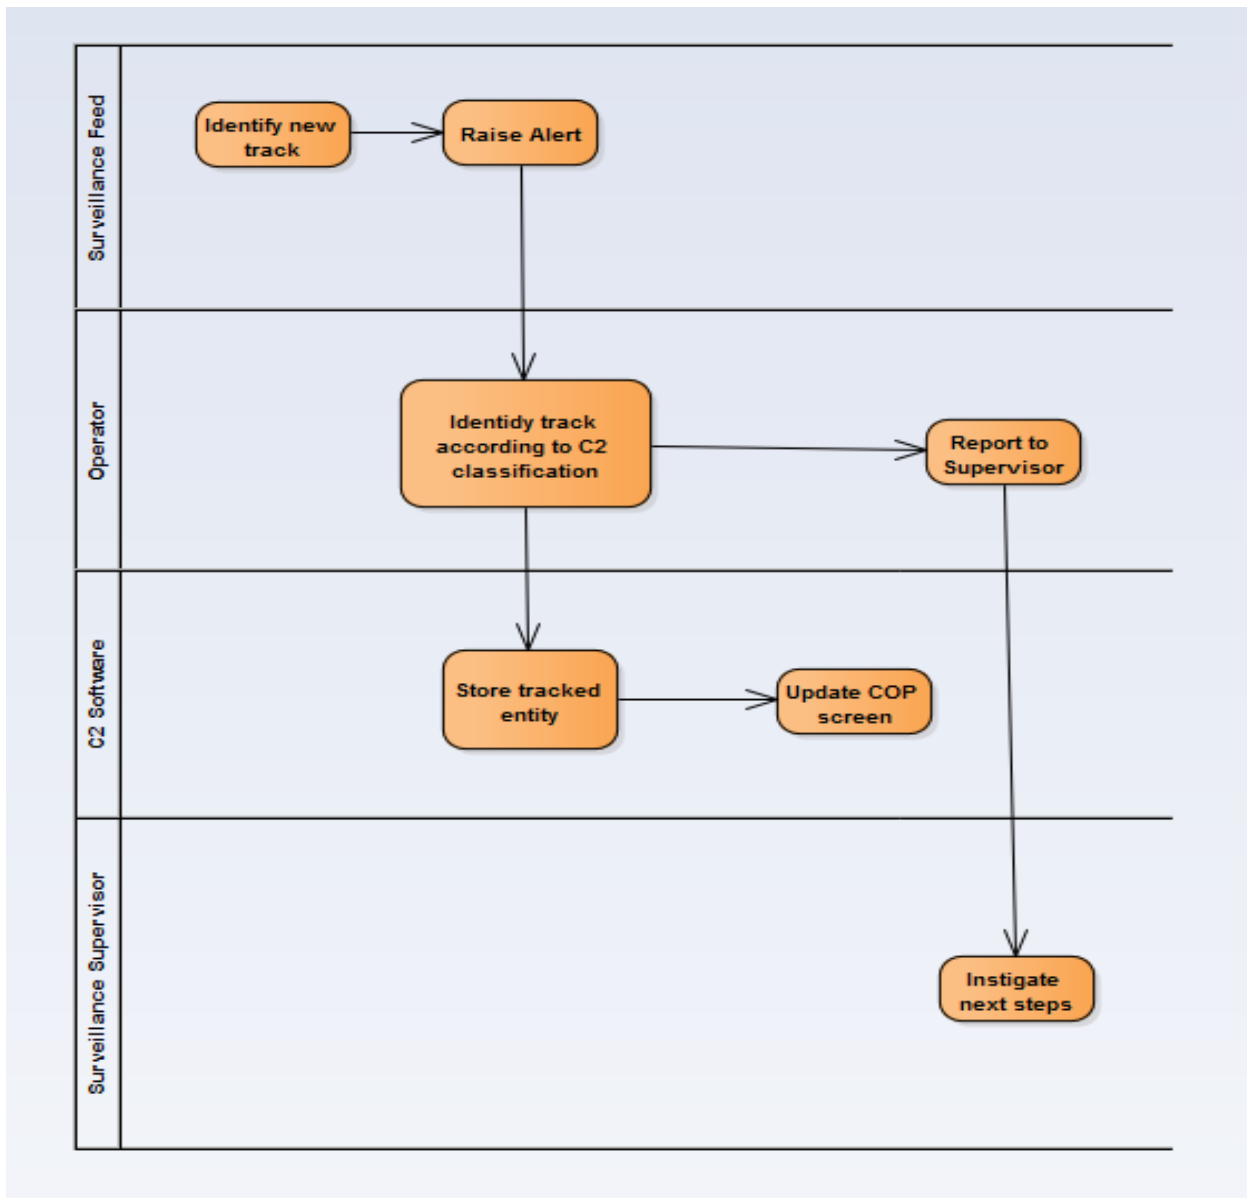 Surveillance Feed
Identify new
track
Raise Alert
Operator
Identidy track
according to C2
classification
Report to
Supervisor
C2 Software
Store tracked
entity
Update COP
screen
Surveillance Supervisor
Instigate
next steps